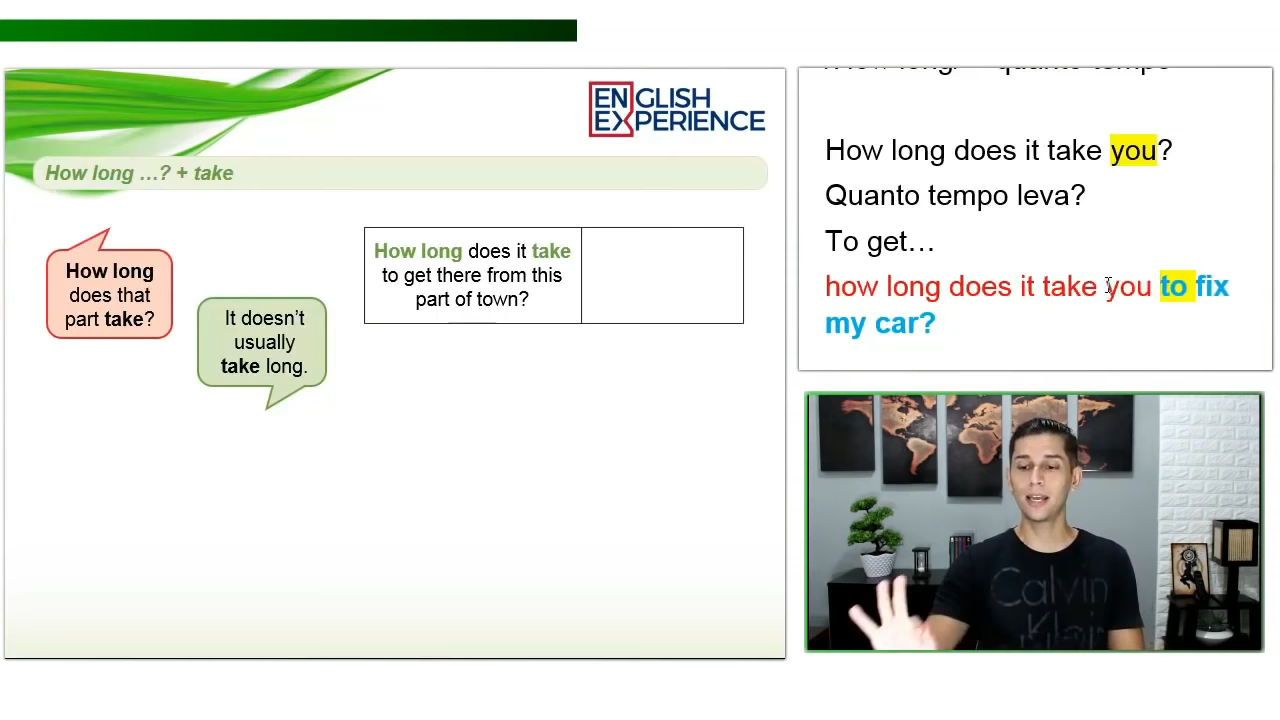 ENGLISH
EXPERIENCE
How long ...? + take
How long
does that
part take?
It doesn't
usually
take long.
How long does it take
to get there from this
part of town?
quanto tempo
How long does it take you?
Quanto tempo leva?
To get...
how long does it take you to fix
my car?
Calvin
Klein